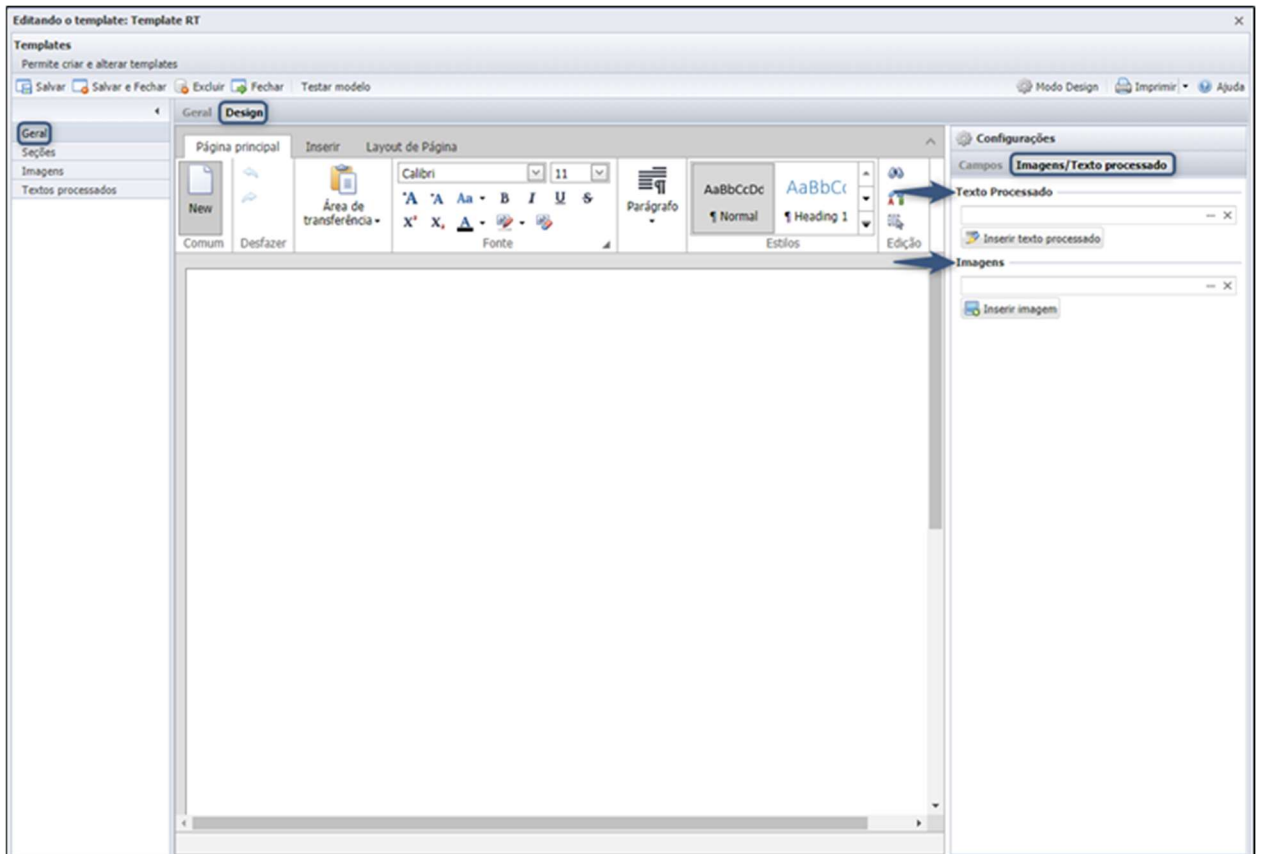 Editando o template: Template RT
Templates
Permite criar e alterar templates
Salvar Salvar e Fechar Excluir Fechar Testar modelo Modo Design Imprimir Ajuda
Geral Design
Geral
Seções
Imagens
Textos processados
Página principal Inserir Layout de Página
New
Comum
Desfazer
Área de
transferência
Calibri 11
A A Aa B I U S
X² X, A
Fonte
Parágrafo
AaBbCcDc AaBbCc
¶ Normal ¶ Heading 1
Estilos
Edição
Configurações
Campos Imagens/Texto processado
Texto Processado
Inserir texto processado
Imagens
Inserir imagem